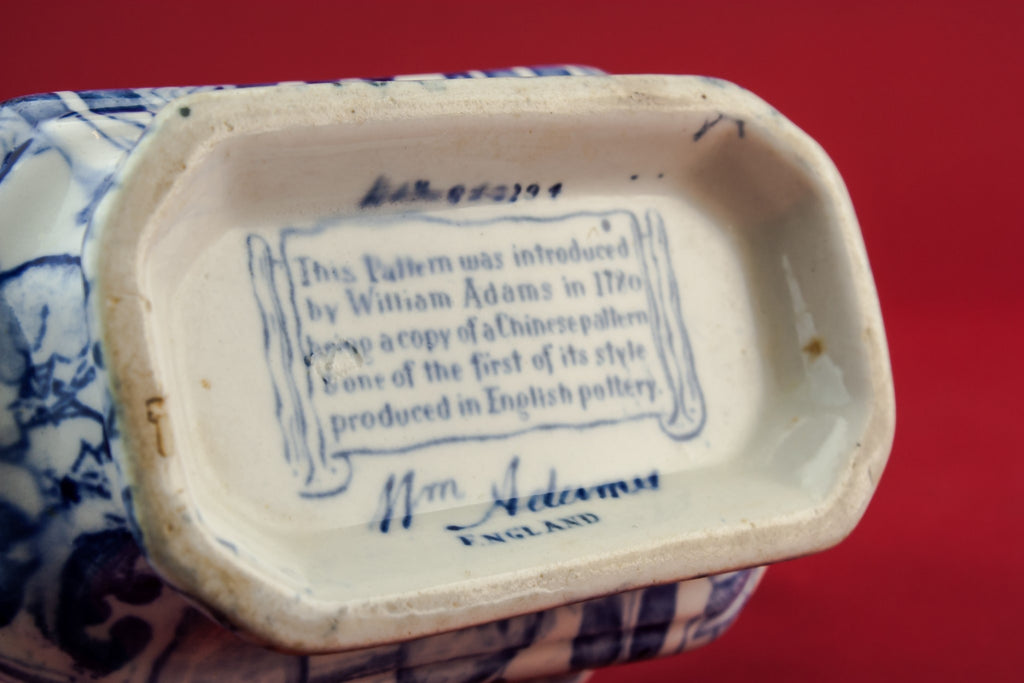 This Pattern was introduced
by William Adams in 1780
being a copy of a Chinese pattern
& one of the first of its style
produced in English pottery.
Wm Adams
ENGLAND